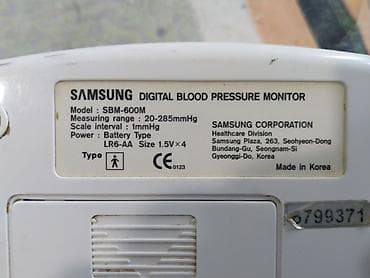 SAMSUNG DIGITAL BLOOD PRESSURE MONITOR
Model : SBM-600M
Measuring range : 20-285mmHg
Scale interval : 1mmHg
Power : Battery Type
LR6-AA Size 1.5V×4
Type
CE 0123
SAMSUNG CORPORATION
Healthcare Division
Samsung Plaza, 263, Seohyeon-Dong
Bundang-Gu, Seongnam-Si
Gyeonggi-Do, Korea
Made in Korea
799371